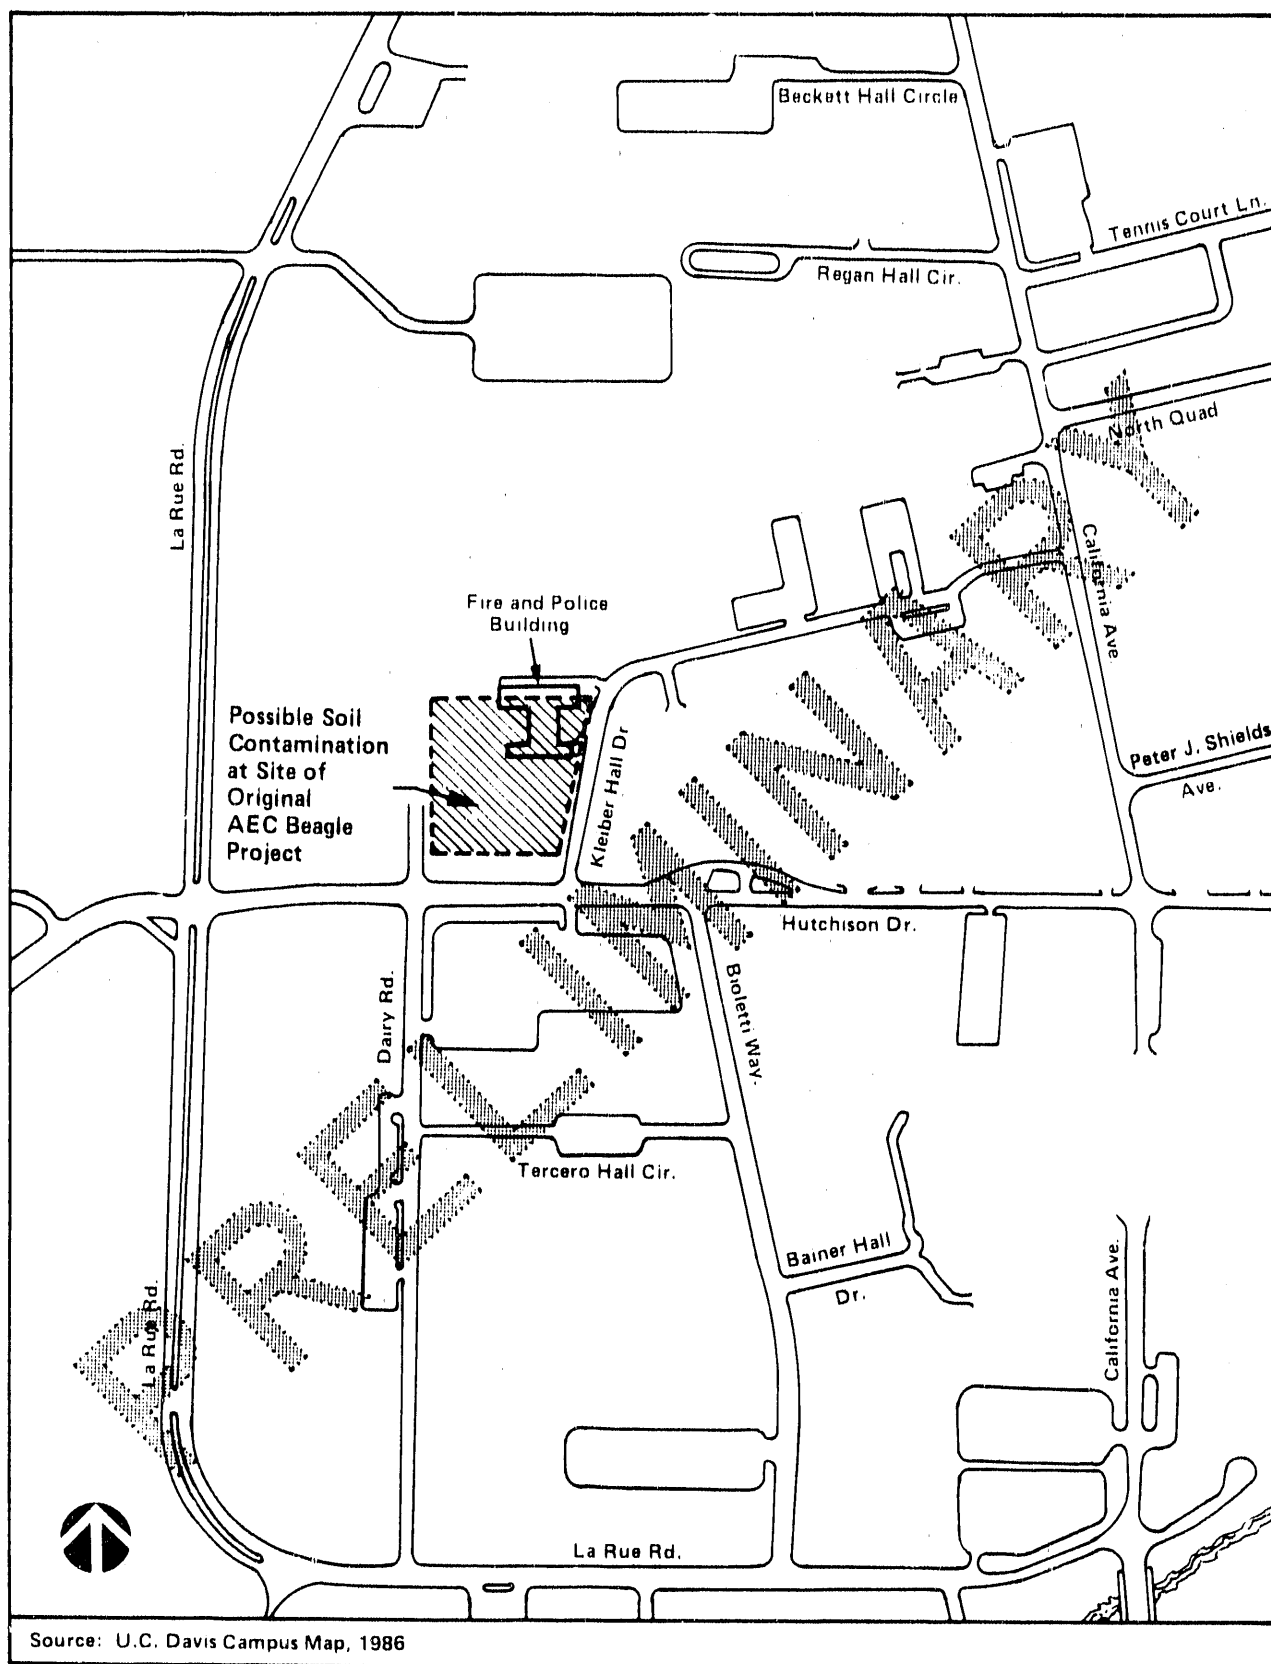 Beckett Hall Circle
Tennis Court Ln.
Regan Hall Cir.
North Quad
La Rue Rd.
California Ave.
Fire and Police
Building
Possible Soil
Contamination
at Site of
Original
AEC Beagle
Project
Kleiber Hall Dr
Peter J. Shields
Ave.
Hutchison Dr.
Dairy Rd.
Bioletti Way.
Tercero Hall Cir.
Bainer Hall
Dr.
La Rue Rd.
California Ave.
La Rue Rd.
PRELIMINARY
Source: U.C. Davis Campus Map, 1986